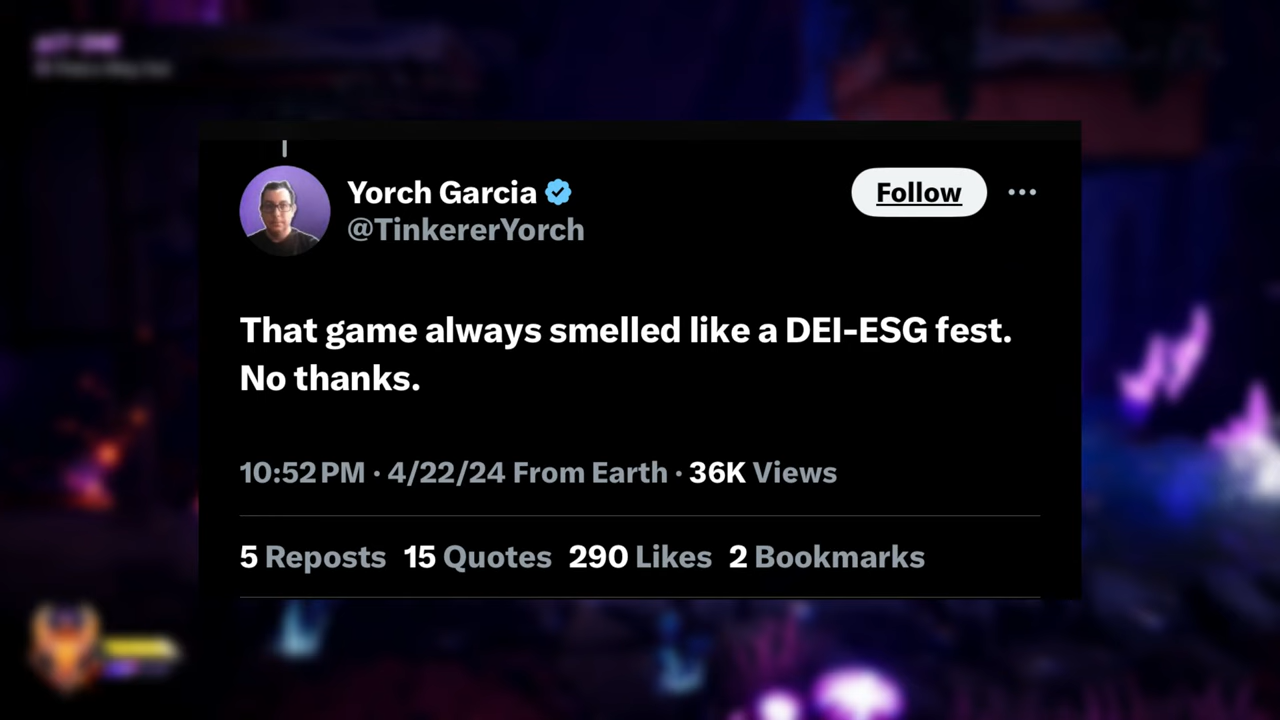 Yorch Garcia
Follow
@TinkererYorch
That game always smelled like a DEI-ESG fest.
No thanks.
10:52 PM · 4/22/24 From Earth · 36K Views
5 Reposts 15 Quotes 290 Likes 2 Bookmarks